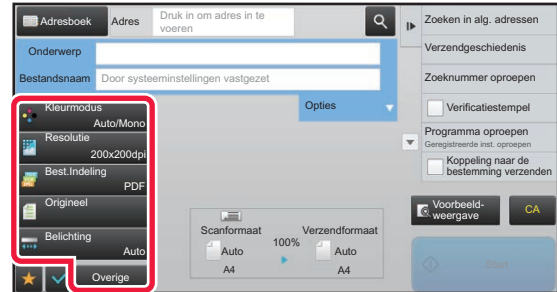 Adresboek
Adres
Druk in om adres in te
voeren
Onderwerp
Bestandsnaam
Door systeeminstellingen vastgezet
Opties
Kleurmodus
Auto/Mono
Resolutie
200x200dpi
Best.Indeling
PDF
Origineel
Belichting
Auto
Overige
Scanformaat
Auto
A4
100%
Verzendformaat
Auto
A4
Zoeken in alg. adressen
Verzendgeschiedenis
Zoeknummer oproepen
Verificatiestempel
Programma oproepen
Geregistreerde inst. oproepen
Koppeling naar de
bestemming verzenden
Voorbeeld-
weergave
CA
Start